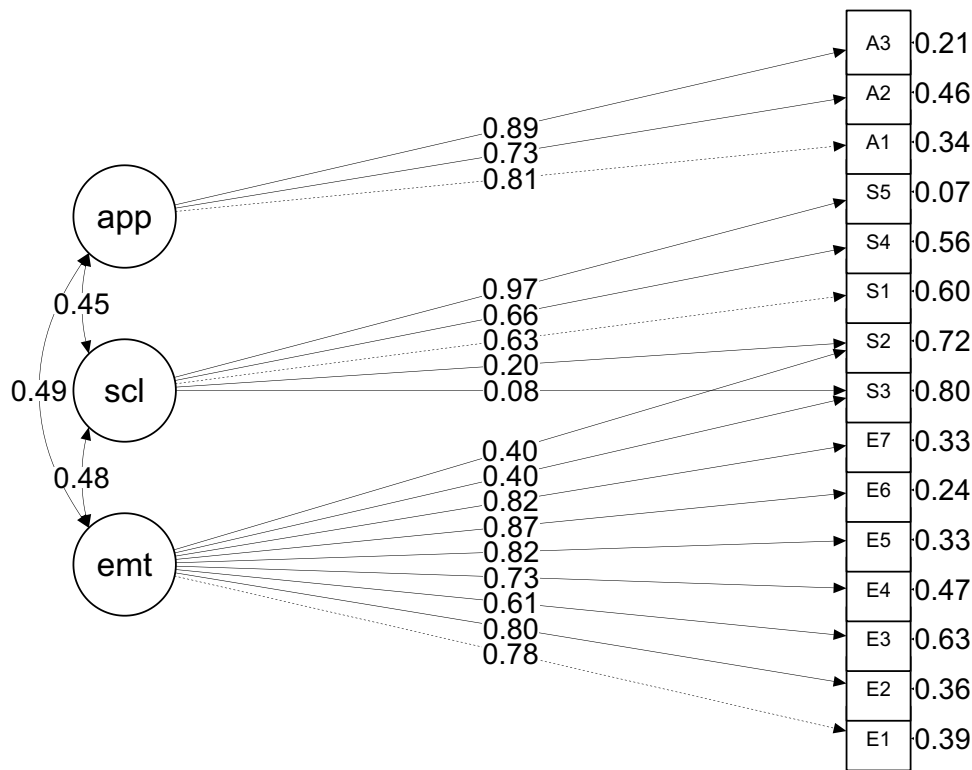 A3 0.21
A2 0.46
A1 0.34
S5 0.07
S4 0.56
S1 0.60
S2 0.72
S3 0.80
E7 0.33
E6 0.24
E5 0.33
E4 0.47
E3 0.63
E2 0.36
E1 0.39
0.89
0.73
0.81
0.97
0.66
0.63
0.20
0.08
0.40
0.40
0.82
0.87
0.82
0.73
0.61
0.80
0.78
app
0.45
scl
0.49
0.48
emt